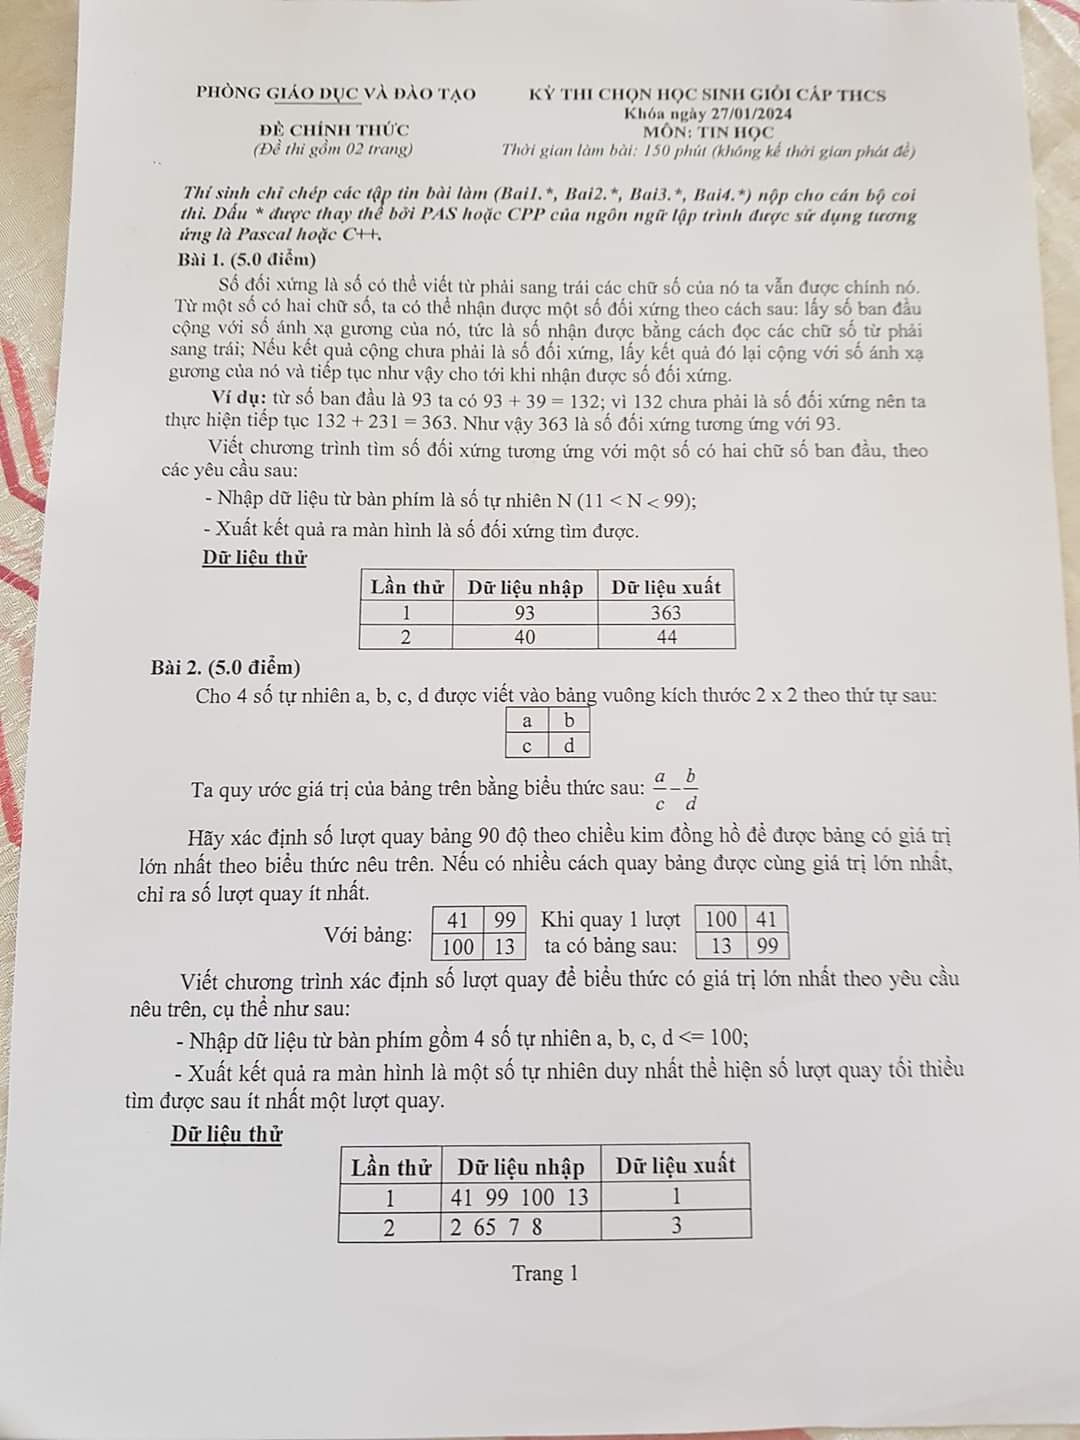 PHÒNG GIÁO DỤC VÀ ĐÀO TẠO
ĐỀ CHÍNH THỨC
(Đề thi gồm 02 trang)
KỲ THI CHỌN HỌC SINH GIỎI CẤP THCS
Khóa ngày 27/01/2024
MÔN: TIN HỌC
Thời gian làm bài: 150 phút (không kể thời gian phát đề)
Thí sinh chỉ chép các tập tin bài làm (Bai1.*, Bai2.*, Bai3.*, Bai4.*) nộp cho cán bộ coi
thi. Dấu * được thay thế bởi PAS hoặc CPP của ngôn ngữ lập trình được sử dụng tương
ứng là Pascal hoặc C++.
Bài 1. (5.0 điểm)
Số đối xứng là số có thể viết từ phải sang trái các chữ số của nó ta vẫn được chính nó.
Từ một số có hai chữ số, ta có thể nhận được một số đối xứng theo cách sau: lấy số ban đầu
cộng với số ánh xạ gương của nó, tức là số nhận được bằng cách đọc các chữ số từ phải
sang trái; Nếu kết quả cộng chưa phải là số đối xứng, lấy kết quả đó lại cộng với số ánh xạ
gương của nó và tiếp tục như vậy cho tới khi nhận được số đối xứng.
Ví dụ: từ số ban đầu là 93 ta có 93 + 39 = 132; vì 132 chưa phải là số đối xứng nên ta
thực hiện tiếp tục 132 + 231 = 363. Như vậy 363 là số đối xứng tương ứng với 93.
Viết chương trình tìm số đối xứng tương ứng với một số có hai chữ số ban đầu, theo
các yêu cầu sau:
- Nhập dữ liệu từ bàn phím là số tự nhiên N (11 < N < 99);
- Xuất kết quả ra màn hình là số đối xứng tìm được.
Dữ liệu thử
Lần thử Dữ liệu nhập Dữ liệu xuất
1 93 363
2 40 44
Bài 2. (5.0 điểm)
Cho 4 số tự nhiên a, b, c, d được viết vào bảng vuông kích thước 2 x 2 theo thứ tự sau:
a b
c d
Ta quy ước giá trị của bảng trên bằng biểu thức sau: a/c − b/d
Hãy xác định số lượt quay bảng 90 độ theo chiều kim đồng hồ để được bảng có giá trị
lớn nhất theo biểu thức nêu trên. Nếu có nhiều cách quay bảng được cùng giá trị lớn nhất,
chỉ ra số lượt quay ít nhất.
Với bảng:
41 99
100 13
Khi quay 1 lượt
ta có bảng sau:
100 41
13 99
Viết chương trình xác định số lượt quay để biểu thức có giá trị lớn nhất theo yêu cầu
nêu trên, cụ thể như sau:
- Nhập dữ liệu từ bàn phím gồm 4 số tự nhiên a, b, c, d <= 100;
- Xuất kết quả ra màn hình là một số tự nhiên duy nhất thể hiện số lượt quay tối thiểu
tìm được sau ít nhất một lượt quay.
Dữ liệu thử
Lần thử Dữ liệu nhập Dữ liệu xuất
1 41 99 100 13 1
2 2 65 7 8 3
Trang 1